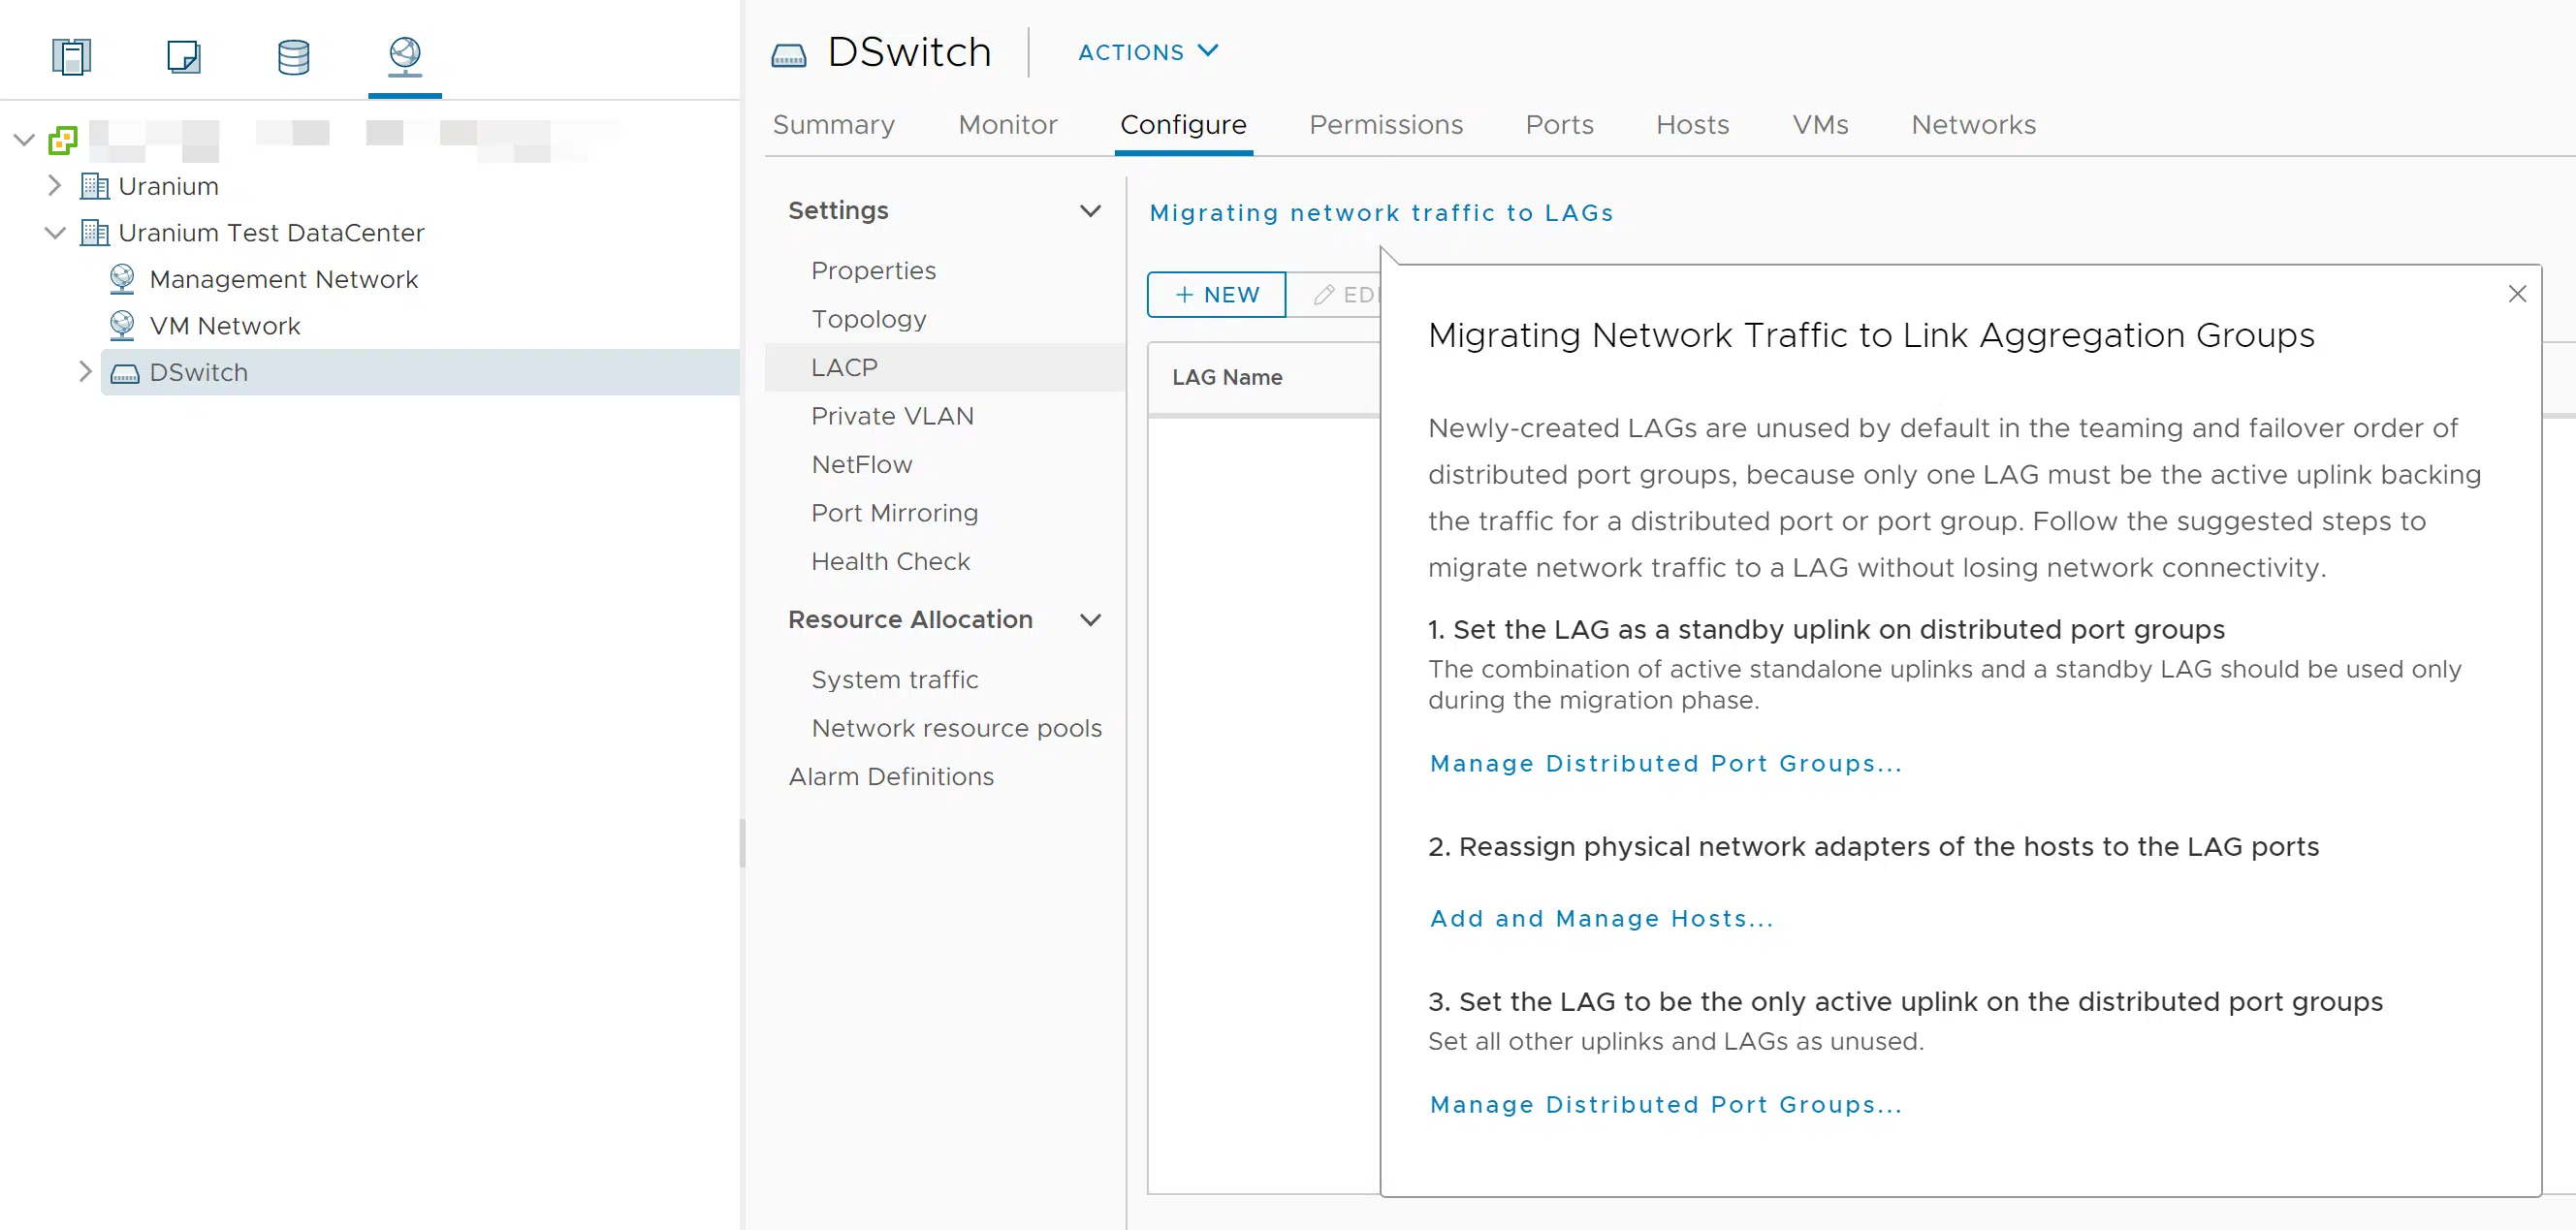 DSwitch
ACTIONS
Summary
Monitor
Configure
Permissions
Ports
Hosts
VMs
Networks
Uranium
Uranium Test DataCenter
Management Network
VM Network
DSwitch
Settings
Properties
Topology
LACP
Private VLAN
NetFlow
Port Mirroring
Health Check
Resource Allocation
System traffic
Network resource pools
Alarm Definitions
Migrating network traffic to LAGs
+ NEW
LAG Name
Migrating Network Traffic to Link Aggregation Groups
Newly-created LAGs are unused by default in the teaming and failover order of
distributed port groups, because only one LAG must be the active uplink backing
the traffic for a distributed port or port group. Follow the suggested steps to
migrate network traffic to a LAG without losing network connectivity.
1. Set the LAG as a standby uplink on distributed port groups
The combination of active standalone uplinks and a standby LAG should be used only
during the migration phase.
Manage Distributed Port Groups...
2. Reassign physical network adapters of the hosts to the LAG ports
Add and Manage Hosts...
3. Set the LAG to be the only active uplink on the distributed port groups
Set all other uplinks and LAGs as unused.
Manage Distributed Port Groups...